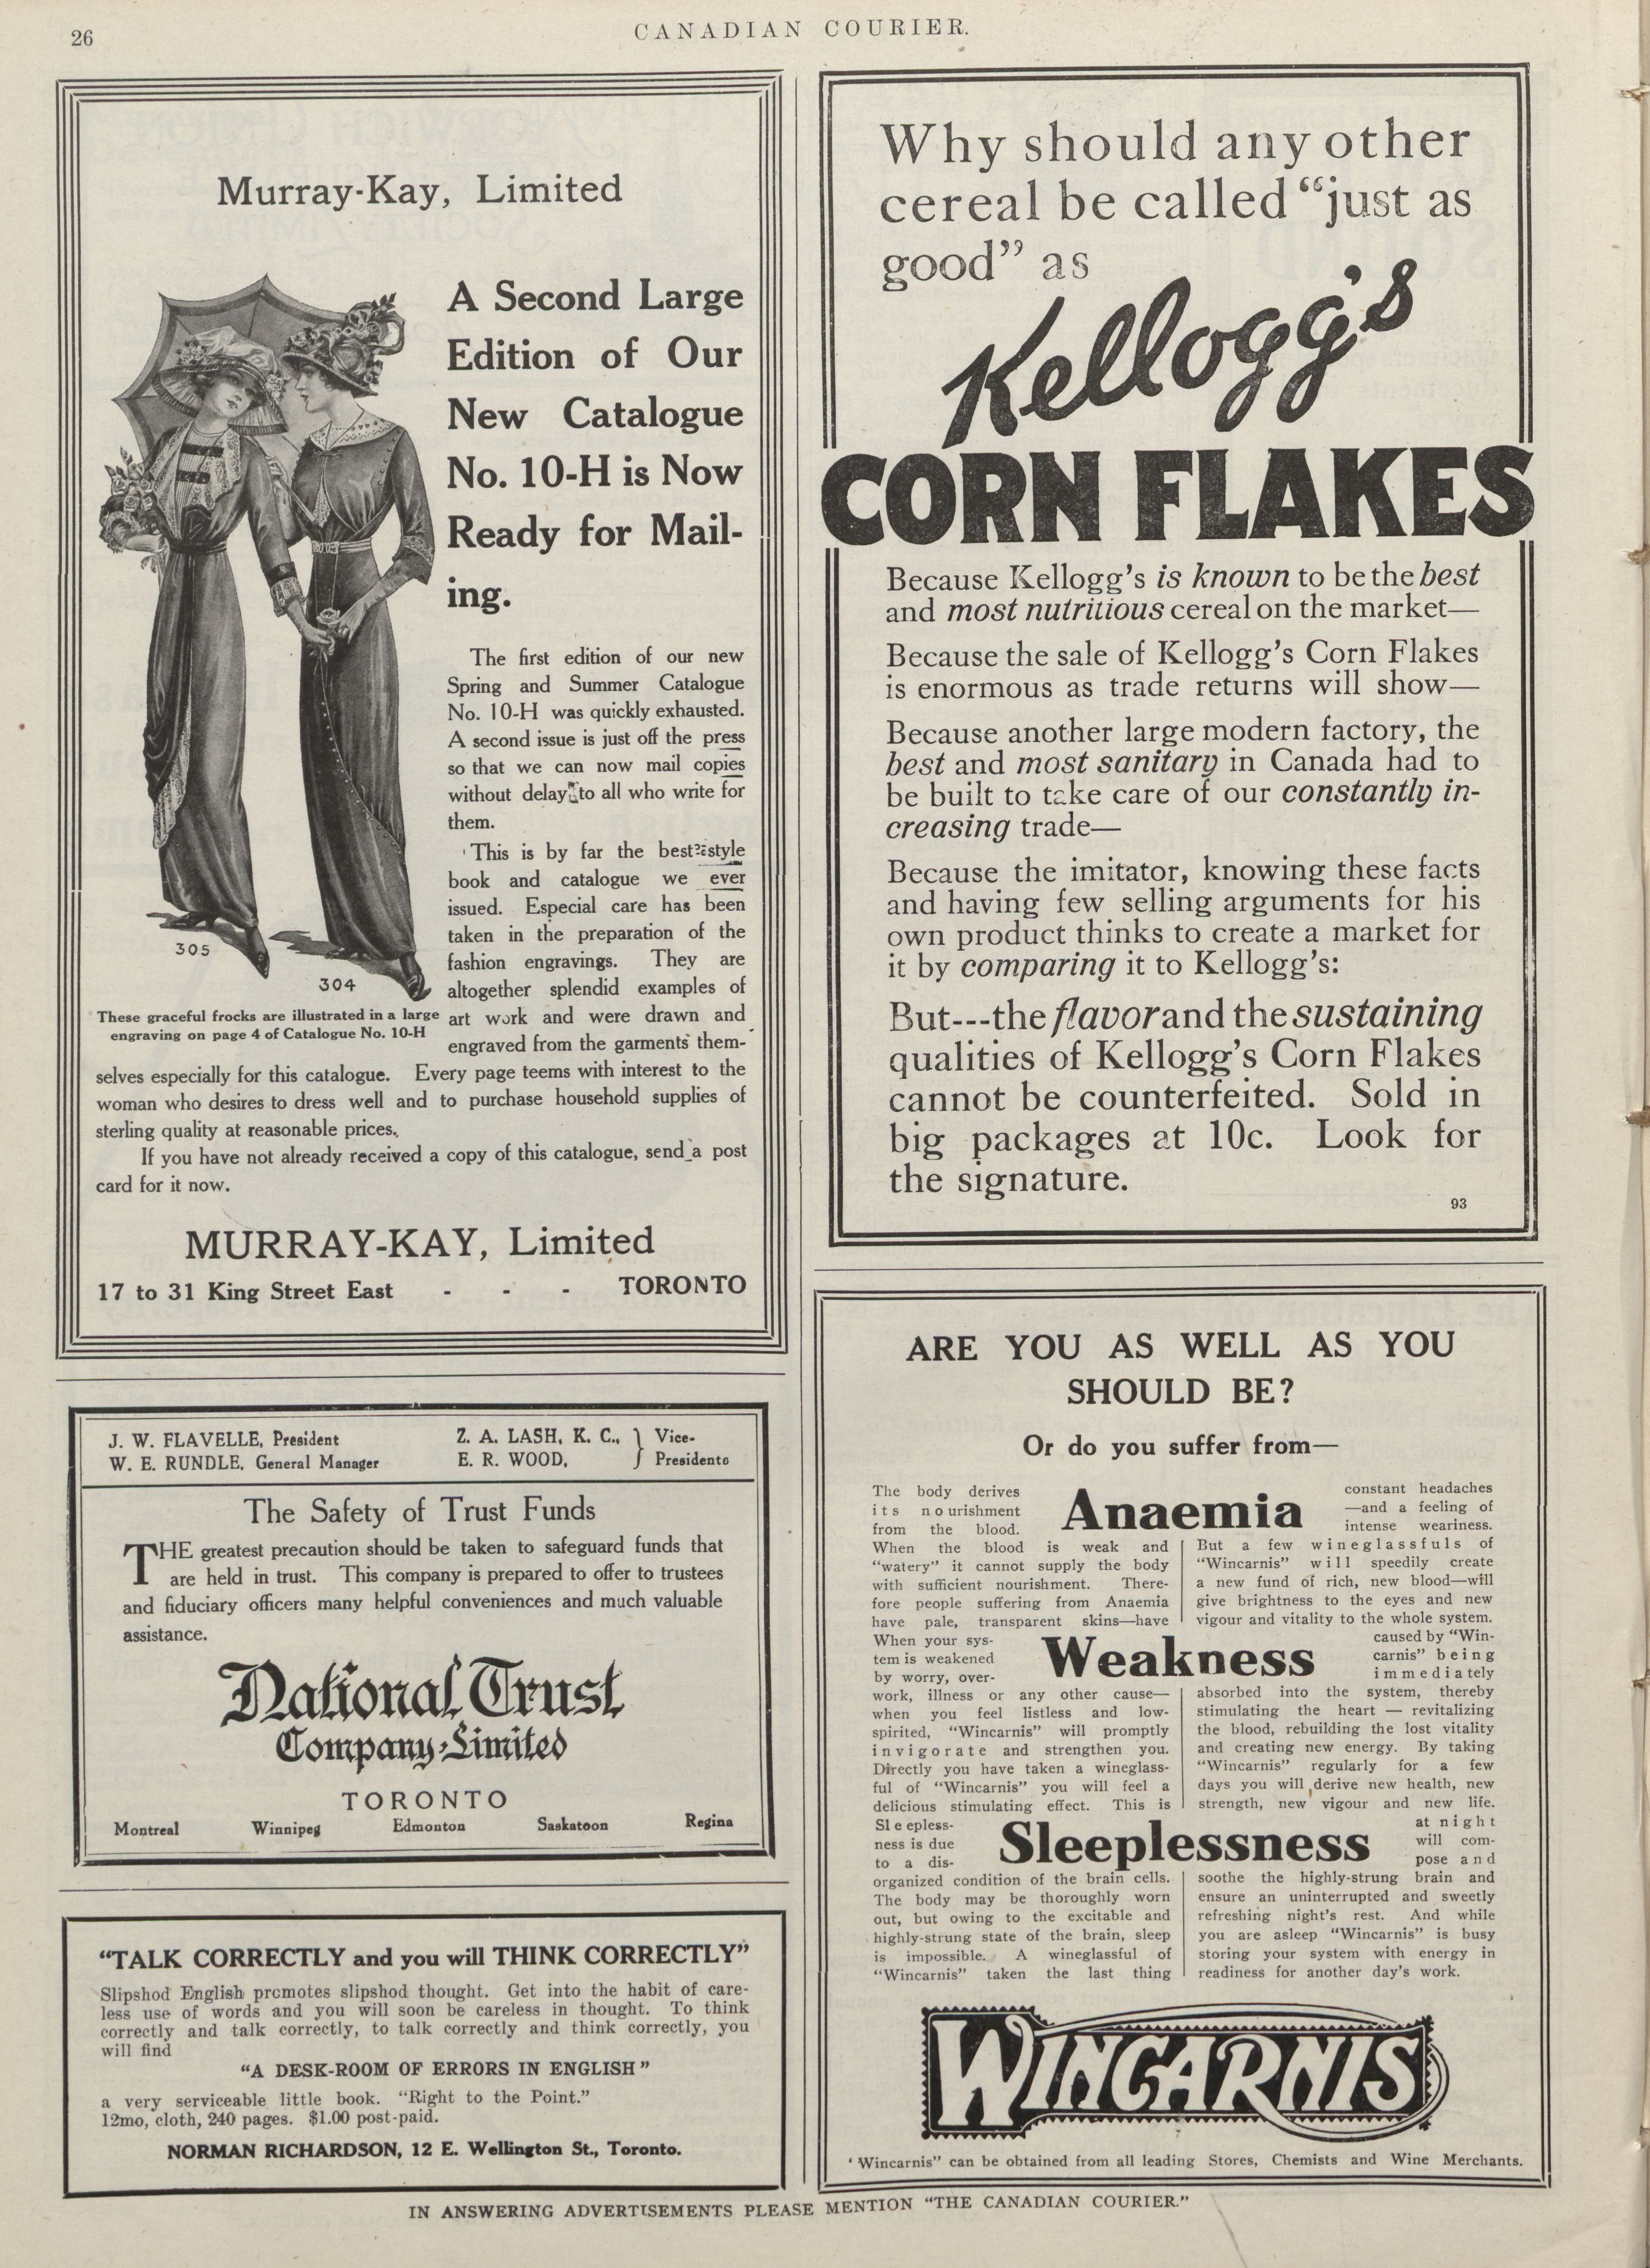 26
CANADIAN COURIER.
Murray-Kay, Limited
A Second Large
Edition of Our
New Catalogue
No. 10-H is Now
Ready for Mail-
ing.
The first edition of our new
Spring and Summer Catalogue
No. 10-H was quickly exhausted.
A second issue is just off the press
so that we can now mail copies
without delay to all who write for
them.
This is by far the best style
book and catalogue we ever
issued. Especial care has been
taken in the preparation of the
fashion engravings. They are
altogether splendid examples of
art work and were drawn and
engraved from the garments them-
305
304
These graceful frocks are illustrated in a large
engraving on page 4 of Catalogue No. 10-H
selves especially for this catalogue. Every page teems with interest to the
woman who desires to dress well and to purchase household supplies of
sterling quality at reasonable prices.
If you have not already received a copy of this catalogue, send a post
card for it now.
MURRAY-KAY, Limited
17 to 31 King Street East - - - TORONTO
J. W. FLAVELLE, President
W. E. RUNDLE, General Manager
Z. A. LASH, K. C.,
E. R. WOOD,
} Vice-
Presidents
The Safety of Trust Funds
THE greatest precaution should be taken to safeguard funds that
are held in trust. This company is prepared to offer to trustees
and fiduciary officers many helpful conveniences and much valuable
assistance.
National Trust
Company Limited
TORONTO
Montreal Winnipeg Edmonton Saskatoon Regina
"TALK CORRECTLY and you will THINK CORRECTLY"
Slipshod English promotes slipshod thought. Get into the habit of care-
less use of words and you will soon be careless in thought. To think
correctly and talk correctly, to talk correctly and think correctly, you
will find
"A DESK-ROOM OF ERRORS IN ENGLISH"
a very serviceable little book. "Right to the Point."
12mo, cloth, 240 pages. $1.00 post-paid.
NORMAN RICHARDSON, 12 E. Wellington St., Toronto.
Why should any other
cereal be called "just as
good" as
Kellogg's
CORN FLAKES
Because Kellogg's is known to be the best
and most nutritious cereal on the market—
Because the sale of Kellogg's Corn Flakes
is enormous as trade returns will show—
Because another large modern factory, the
best and most sanitary in Canada had to
be built to take care of our constantly in-
creasing trade—
Because the imitator, knowing these facts
and having few selling arguments for his
own product thinks to create a market for
it by comparing it to Kellogg's:
But---the flavor and the sustaining
qualities of Kellogg's Corn Flakes
cannot be counterfeited. Sold in
big packages at 10c. Look for
the signature.
93
ARE YOU AS WELL AS YOU
SHOULD BE?
Or do you suffer from—
Anaemia
The body derives
its nourishment
from the blood.
When the blood is weak and
"watery" it cannot supply the body
with sufficient nourishment. There-
fore people suffering from Anaemia
have pale, transparent skins—have
constant headaches
—and a feeling of
intense weariness.
But a few wineglassfuls of
"Wincarnis" will speedily create
a new fund of rich, new blood—will
give brightness to the eyes and new
vigour and vitality to the whole system.
Weakness
When your sys-
tem is weakened
by worry, over-
work, illness or any other cause—
when you feel listless and low-
spirited, "Wincarnis" will promptly
invigorate and strengthen you.
Directly you have taken a wineglass-
ful of "Wincarnis" you will feel a
delicious stimulating effect. This is
caused by "Win-
carnis" being
immediately
absorbed into the system, thereby
stimulating the heart — revitalizing
the blood, rebuilding the lost vitality
and creating new energy. By taking
"Wincarnis" regularly for a few
days you will derive new health, new
strength, new vigour and new life.
Sleeplessness
Sleepless-
ness is due
to a dis-
organized condition of the brain cells.
The body may be thoroughly worn
out, but owing to the excitable and
highly-strung state of the brain, sleep
is impossible. A wineglassful of
"Wincarnis" taken the last thing
at night
will com-
pose and
soothe the highly-strung brain and
ensure an uninterrupted and sweetly
refreshing night's rest. And while
you are asleep "Wincarnis" is busy
storing your system with energy in
readiness for another day's work.
WINCARNIS
'Wincarnis" can be obtained from all leading Stores, Chemists and Wine Merchants.
IN ANSWERING ADVERTISEMENTS PLEASE MENTION "THE CANADIAN COURIER."